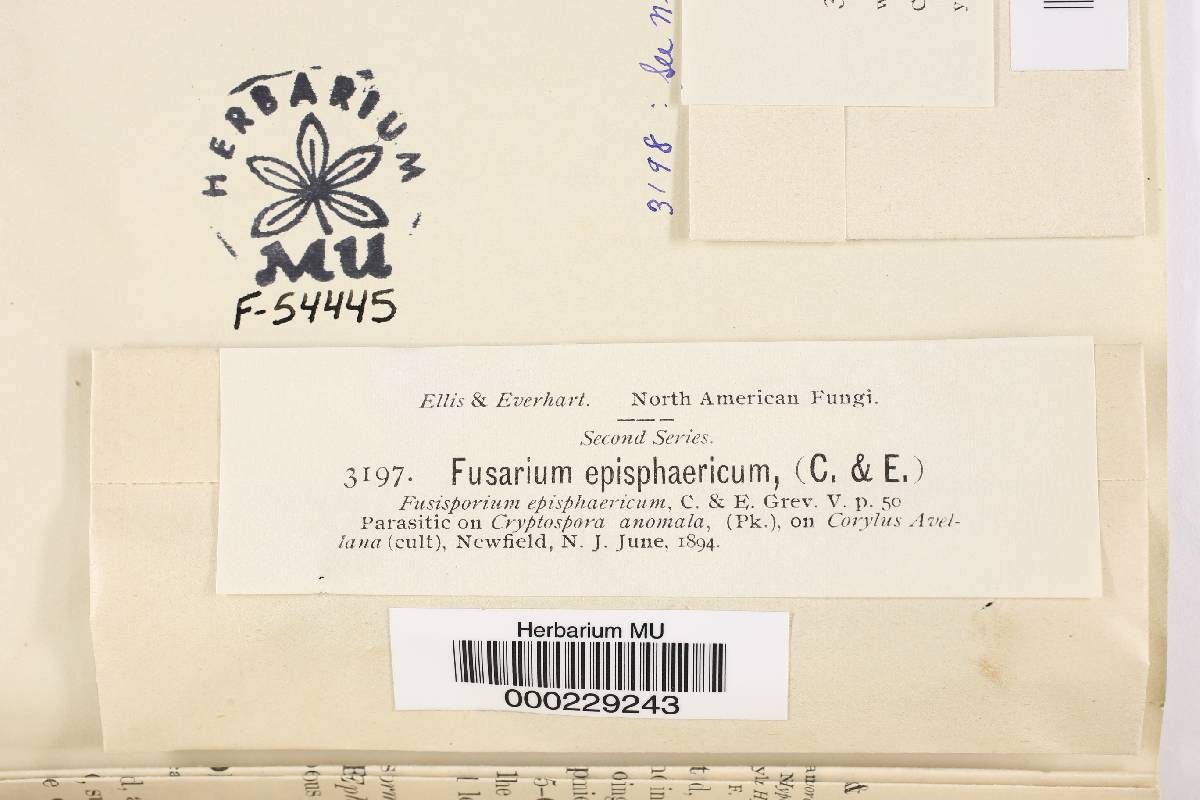 HERBARIUM
MU
F-54445
3198 : See
Ellis & Everhart. North American Fungi.
Second Series.
3197. Fusarium episphaericum, (C. & E.)
Fusisporium episphaericum, C. & E. Grev. V. p. 50
Parasitic on Cryptospora anomala, (Pk.), on Corylus Avel-
lana (cult), Newfield, N. J. June, 1894.
Herbarium MU
000229243